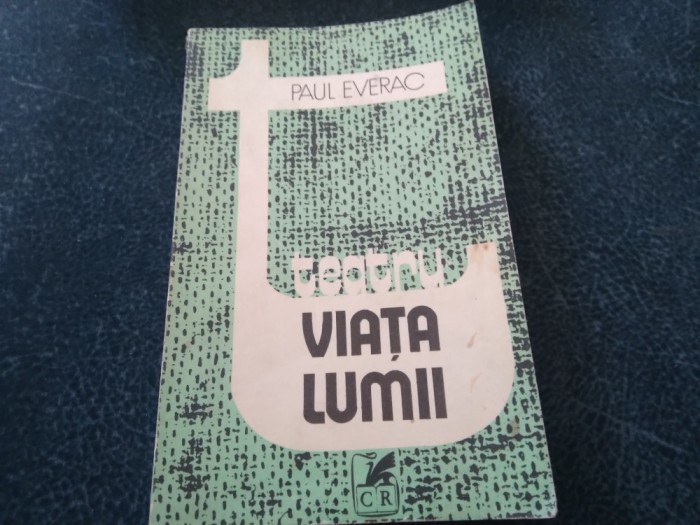 PAUL EVERAC
teatru
VIAȚA
LUMII
CR